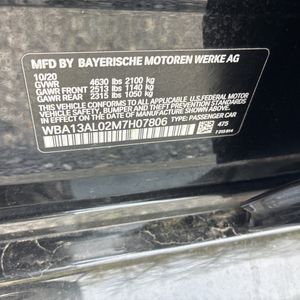 MFD BY BAYERISCHE MOTOREN WERKE AG
10/20
GVWR 4630 lbs 2100 kg
GAWR FRONT 2513 lbs 1140 kg
GAWR REAR 2315 lbs 1050 kg
THIS VEHICLE CONFORMS TO ALL APPLICABLE U.S. FEDERAL MOTOR
VEHICLE SAFETY, BUMPER, AND THEFT PREVENTION STANDARDS
IN EFFECT ON THE DATE OF MANUFACTURE SHOWN ABOVE.
WBA13AL02M7H07806 TYPE: PASSENGER CAR
475